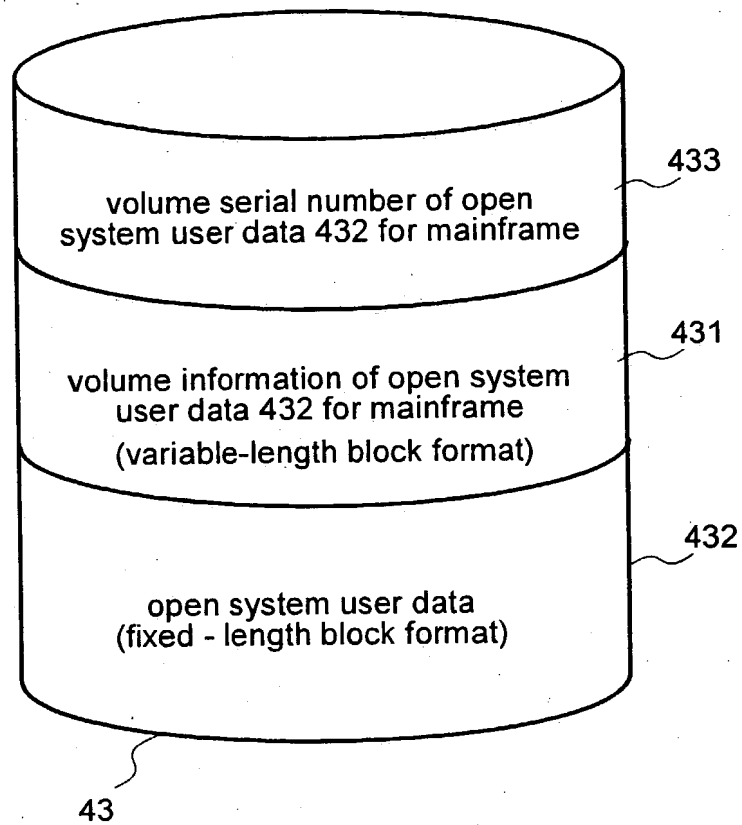 433
volume serial number of open
system user data 432 for mainframe
431
volume information of open system
user data 432 for mainframe
(variable-length block format)
432
open system user data
(fixed - length block format)
43